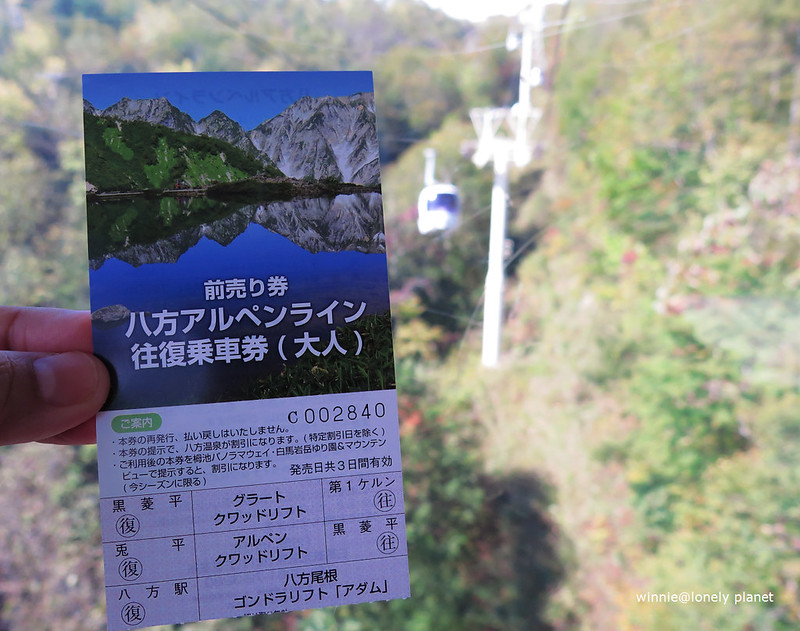 前売り券
八方アルペンライン
往復乗車券(大人)
C002840
ご案内
・本券の再発行、払い戻しはいたしません。
・本券の提示で、八方温泉が割引になります。(特定割引日を除く)
・ご利用後の本券を栂池パノラマウェイ・白馬岩岳ゆり園&マウンテン
ビューで提示すると、割引になります。
(今シーズンに限る)
発売日共3日間有効
黒菱平 復 グラート クワッドリフト 第1ケルン 往
兎平 復 アルペン クワッドリフト 黒菱平 往
八方駅 復 八方尾根 ゴンドラリフト「アダム」
winnie@lonely planet